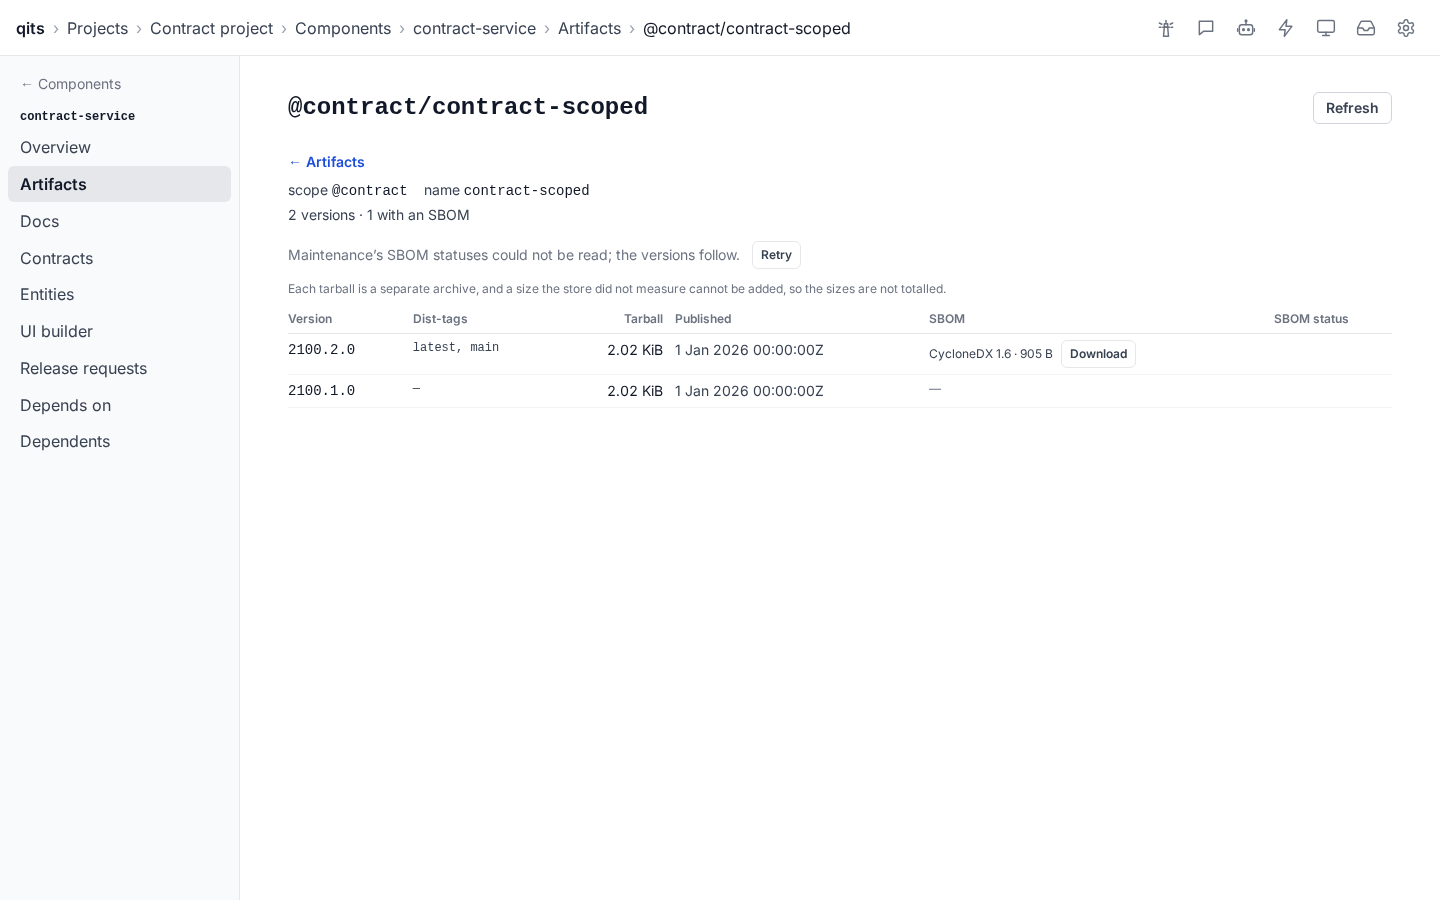 qits › Projects › Contract project › Components › contract-service › Artifacts › @contract/contract-scoped
← Components
contract-service
Overview
Artifacts
Docs
Contracts
Entities
UI builder
Release requests
Depends on
Dependents
@contract/contract-scoped
Refresh
← Artifacts
scope @contract name contract-scoped
2 versions · 1 with an SBOM
Maintenance’s SBOM statuses could not be read; the versions follow. Retry
Each tarball is a separate archive, and a size the store did not measure cannot be added, so the sizes are not totalled.
Version Dist-tags Tarball Published SBOM SBOM status
2100.2.0 latest, main 2.02 KiB 1 Jan 2026 00:00:00Z CycloneDX 1.6 · 905 B Download
2100.1.0 — 2.02 KiB 1 Jan 2026 00:00:00Z —